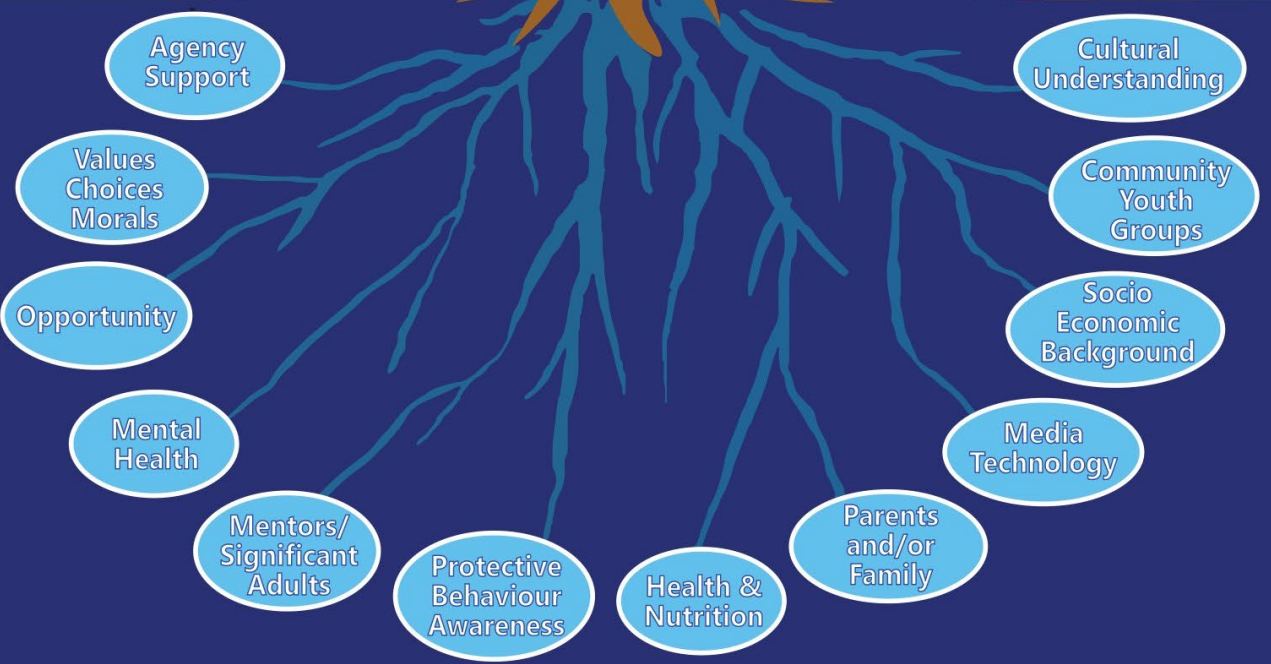 Agency
Support
Values
Choices
Morals
Opportunity
Mental
Health
Mentors/
Significant
Adults
Protective
Behaviour
Awareness
Health &
Nutrition
Parents
and/or
Family
Media
Technology
Socio
Economic
Background
Community
Youth
Groups
Cultural
Understanding